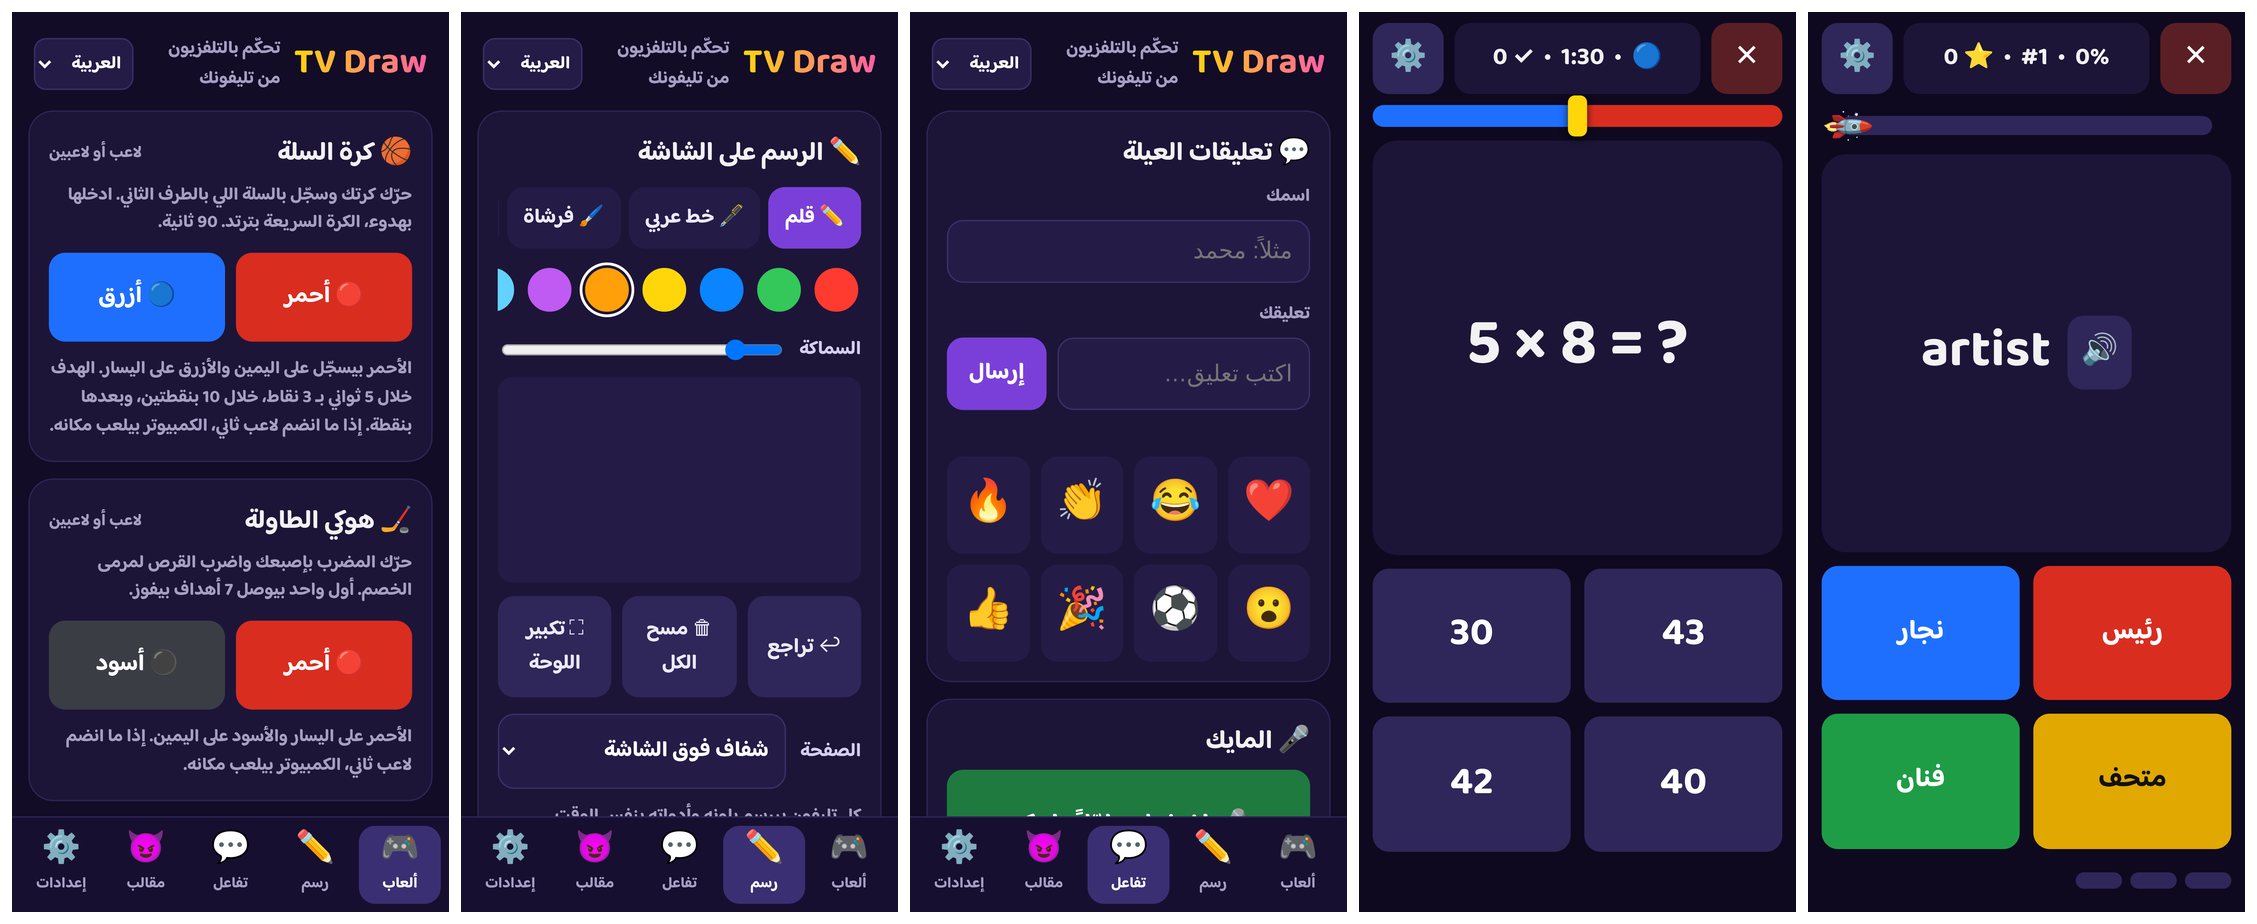 TV Draw
تحكّم بالتلفزيون
من تليفونك
العربية
🏀 كرة السلة
لاعب أو لاعبين
حرّك كرتك وسجّل بالسلة اللي بالطرف الثاني. ادخلها
بهدوء، الكرة السريعة بترتد. 90 ثانية.
🔴 أحمر
🔵 أزرق
الأحمر بيسجّل على اليمين والأزرق على اليسار. الهدف
خلال 5 ثواني بـ 3 نقاط، خلال 10 بنقطتين، وبعدها
بنقطة. إذا ما انضم لاعب ثاني، الكمبيوتر بيلعب مكانه.
🏒 هوكي الطاولة
لاعب أو لاعبين
حرّك المضرب بإصبعك واضرب القرص لمرمى
الخصم. أول واحد بيوصل 7 أهداف بيفوز.
🔴 أحمر
⚫ أسود
الأحمر على اليسار والأسود على اليمين. إذا ما انضم
لاعب ثاني، الكمبيوتر بيلعب مكانه.
ألعاب
رسم
تفاعل
مقالب
إعدادات
TV Draw
تحكّم بالتلفزيون
من تليفونك
العربية
✏️ الرسم على الشاشة
✏️ قلم
🖋️ خط عربي
🖌️ فرشاة
السماكة
↩ تراجع
🗑 مسح
الكل
⛶ تكبير
اللوحة
الصفحة
شفاف فوق الشاشة
كل تليفون بيرسم بلونه وأدواته بنفس الوقت
ألعاب
رسم
تفاعل
مقالب
إعدادات
TV Draw
تحكّم بالتلفزيون
من تليفونك
العربية
💬 تعليقات العيلة
اسمك
مثلاً: محمد
تعليقك
اكتب تعليق...
إرسال
🎤 المايك
ألعاب
رسم
تفاعل
مقالب
إعدادات
0 ✓ • 1:30 • 🔵
✕
5 × 8 = ?
30
43
42
40
0 ⭐ • #1 • 0%
✕
artist
رئيس
نجار
متحف
فنان